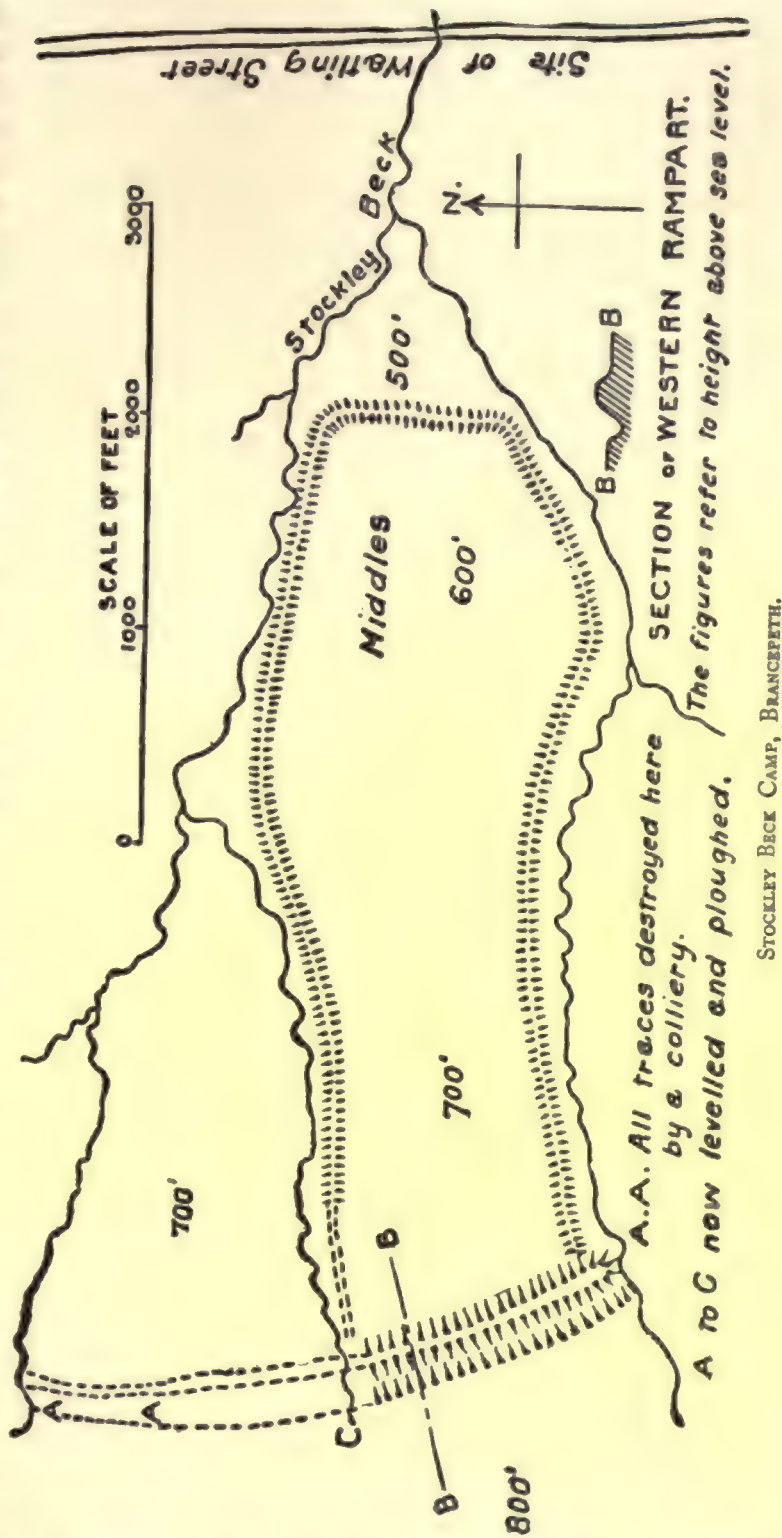 Site of Watling Street
SCALE OF FEET
0 1000 2000 3000
Stockley Beck
N.
500'
Middles
600'
700'
700'
800'
A
A
C
B
B
B B
SECTION OF WESTERN RAMPART.
The figures refer to height above sea level.
A.A. All traces destroyed here
by a colliery.
A TO C now levelled and ploughed.
STOCKLEY BECK CAMP, BRANCEPETH.